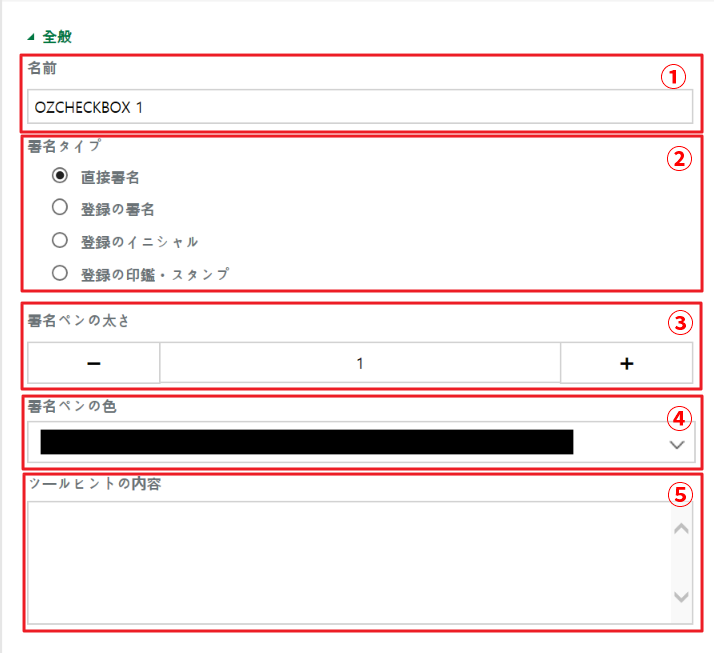 全般
名前
①
OZCHECKBOX 1
署名タイプ
②
直接署名
登録の署名
登録のイニシャル
登録の印鑑・スタンプ
署名ペンの太さ
③
− 1 +
署名ペンの色
④
ツールヒントの内容
⑤